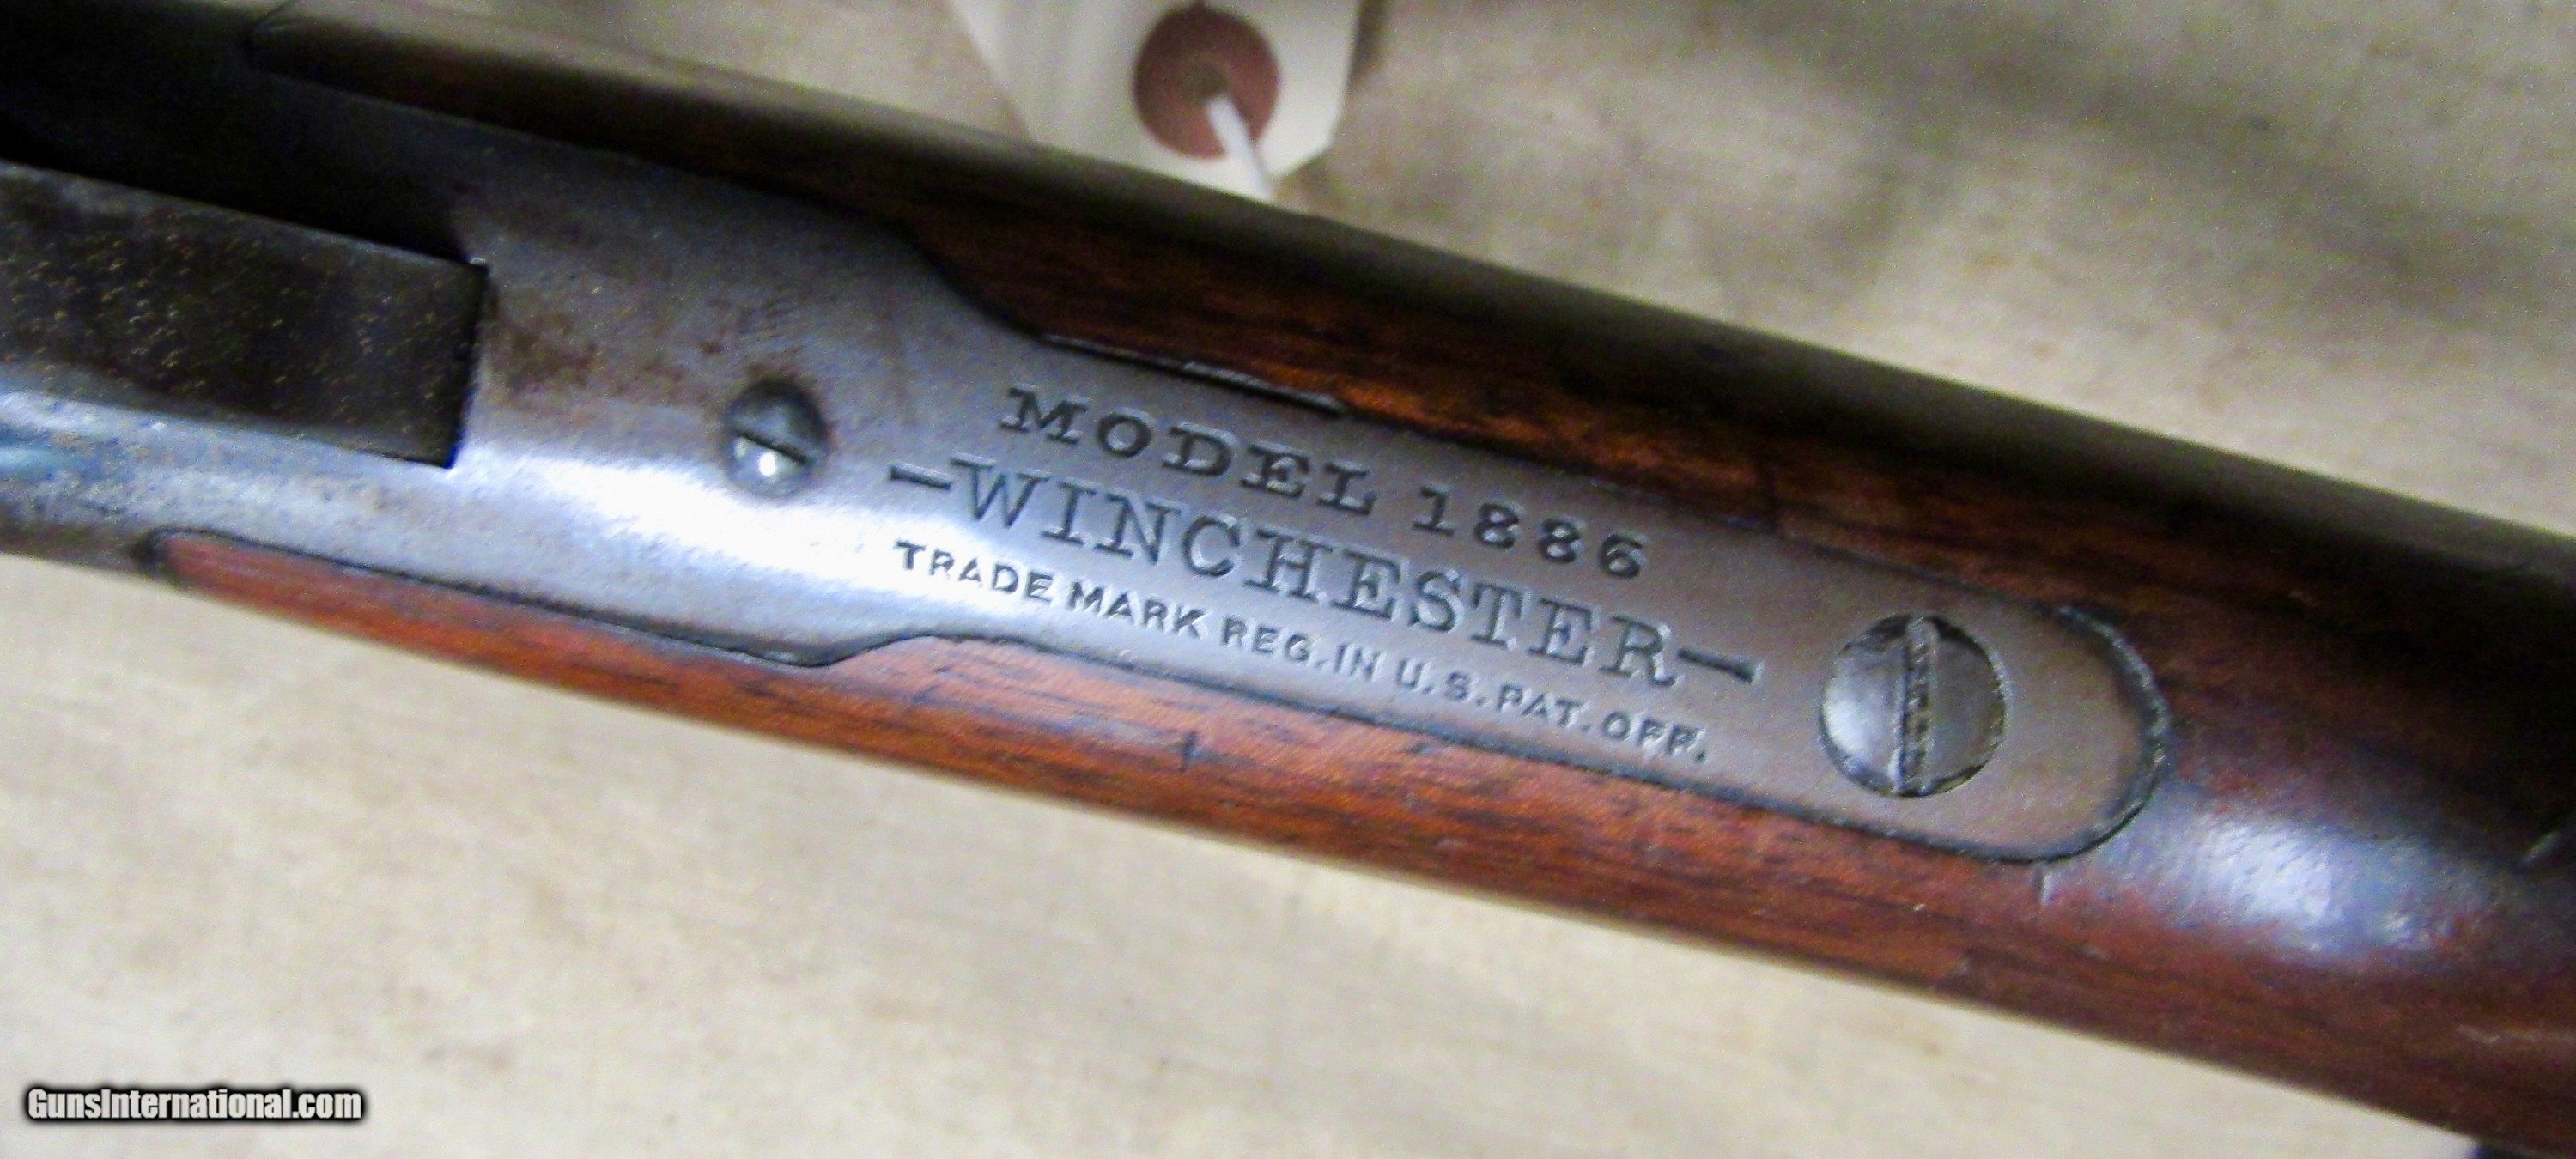 MODEL 1886
-WINCHESTER-
TRADE MARK REG. IN U.S. PAT. OFF.
GunsInternational.com